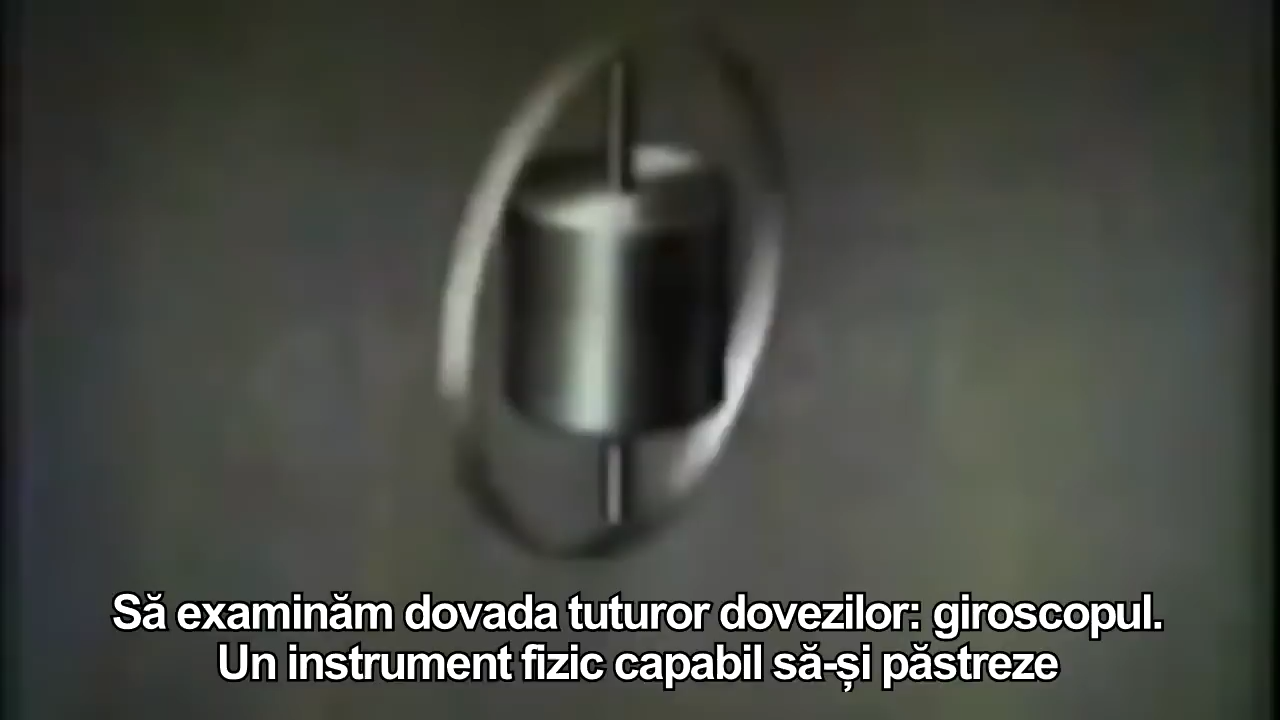 Să examinăm dovada tuturor dovezilor: giroscopul.
Un instrument fizic capabil să-și păstreze